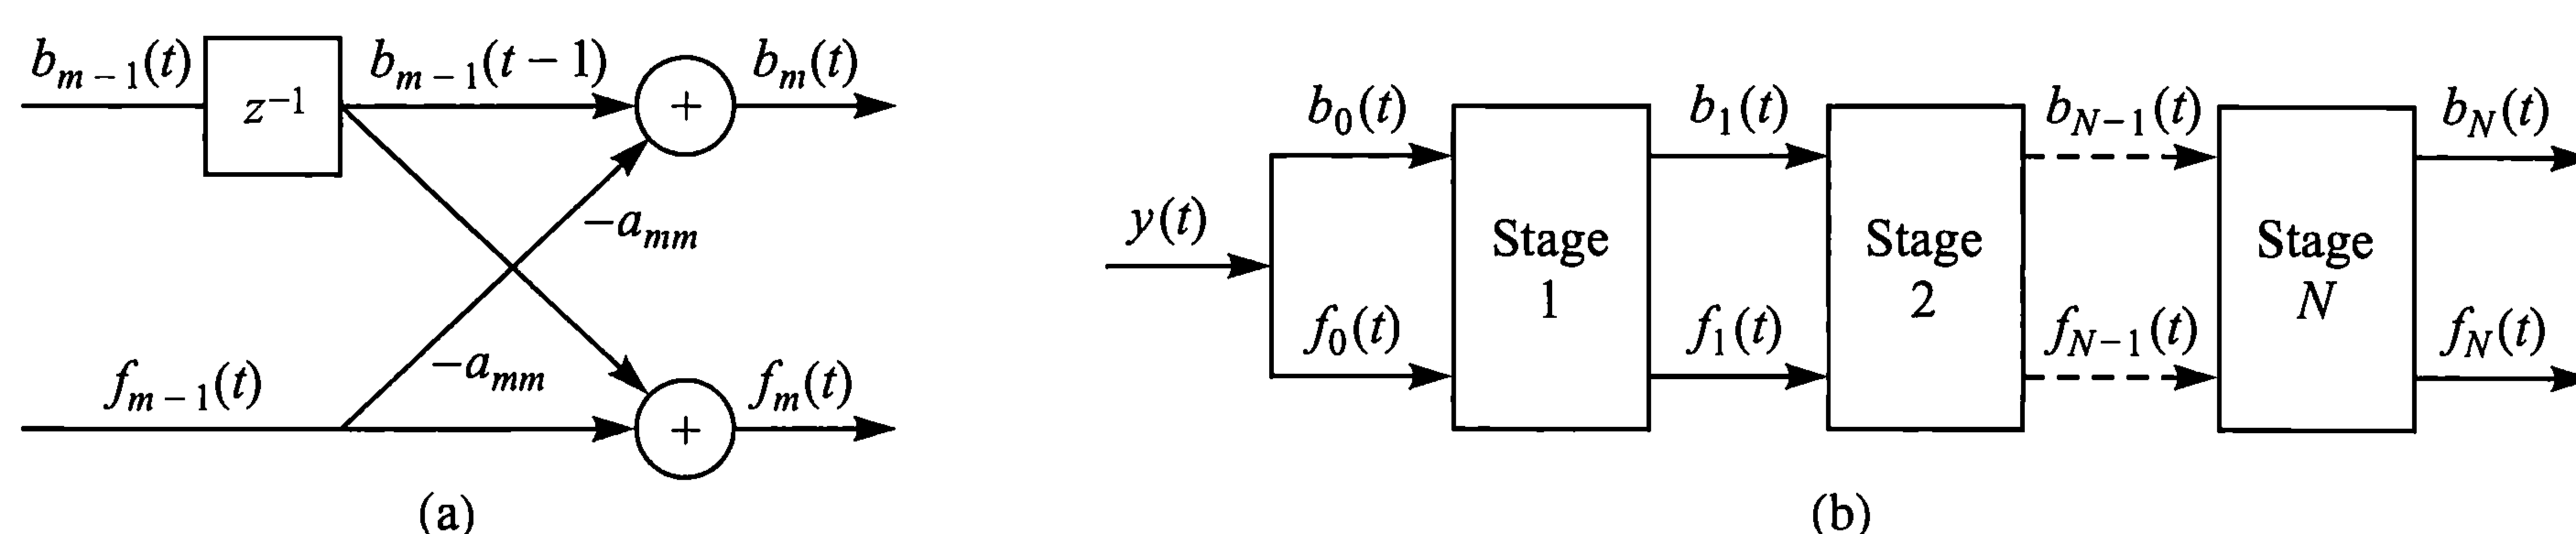 b_{m-1}(t)
z^{-1}
b_{m-1}(t-1)
+
b_m(t)
-a_{mm}
-a_{mm}
f_{m-1}(t)
+
f_m(t)
(a)
y(t)
b_0(t)
f_0(t)
Stage
1
b_1(t)
f_1(t)
Stage
2
b_{N-1}(t)
f_{N-1}(t)
Stage
N
b_N(t)
f_N(t)
(b)